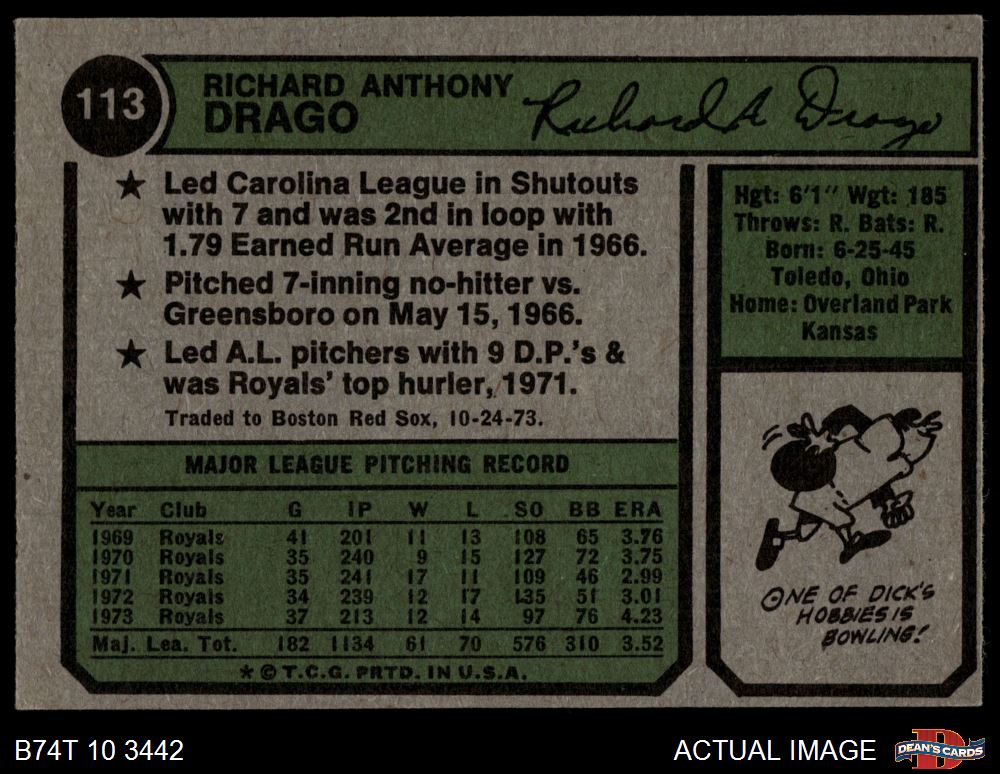 113
RICHARD ANTHONY
DRAGO
Richard A Drago
★ Led Carolina League in Shutouts
with 7 and was 2nd in loop with
1.79 Earned Run Average in 1966.
★ Pitched 7-inning no-hitter vs.
Greensboro on May 15, 1966.
★ Led A.L. pitchers with 9 D.P.'s &
was Royals' top hurler, 1971.
Traded to Boston Red Sox, 10-24-73.
Hgt: 6'1" Wgt: 185
Throws: R. Bats: R.
Born: 6-25-45
Toledo, Ohio
Home: Overland Park
Kansas
MAJOR LEAGUE PITCHING RECORD
Year Club G IP W L SO BB ERA
1969 Royals 41 201 11 13 108 65 3.76
1970 Royals 35 240 9 15 127 72 3.75
1971 Royals 35 241 17 11 109 46 2.99
1972 Royals 34 239 12 17 135 51 3.01
1973 Royals 37 213 12 14 97 76 4.23
Maj. Lea. Tot. 182 1134 61 70 576 310 3.52
* © T.C.G. PRTD. IN U.S.A.
ONE OF DICK'S
HOBBIES IS
BOWLING!
B74T 10 3442
ACTUAL IMAGE
D
DEAN'S CARDS